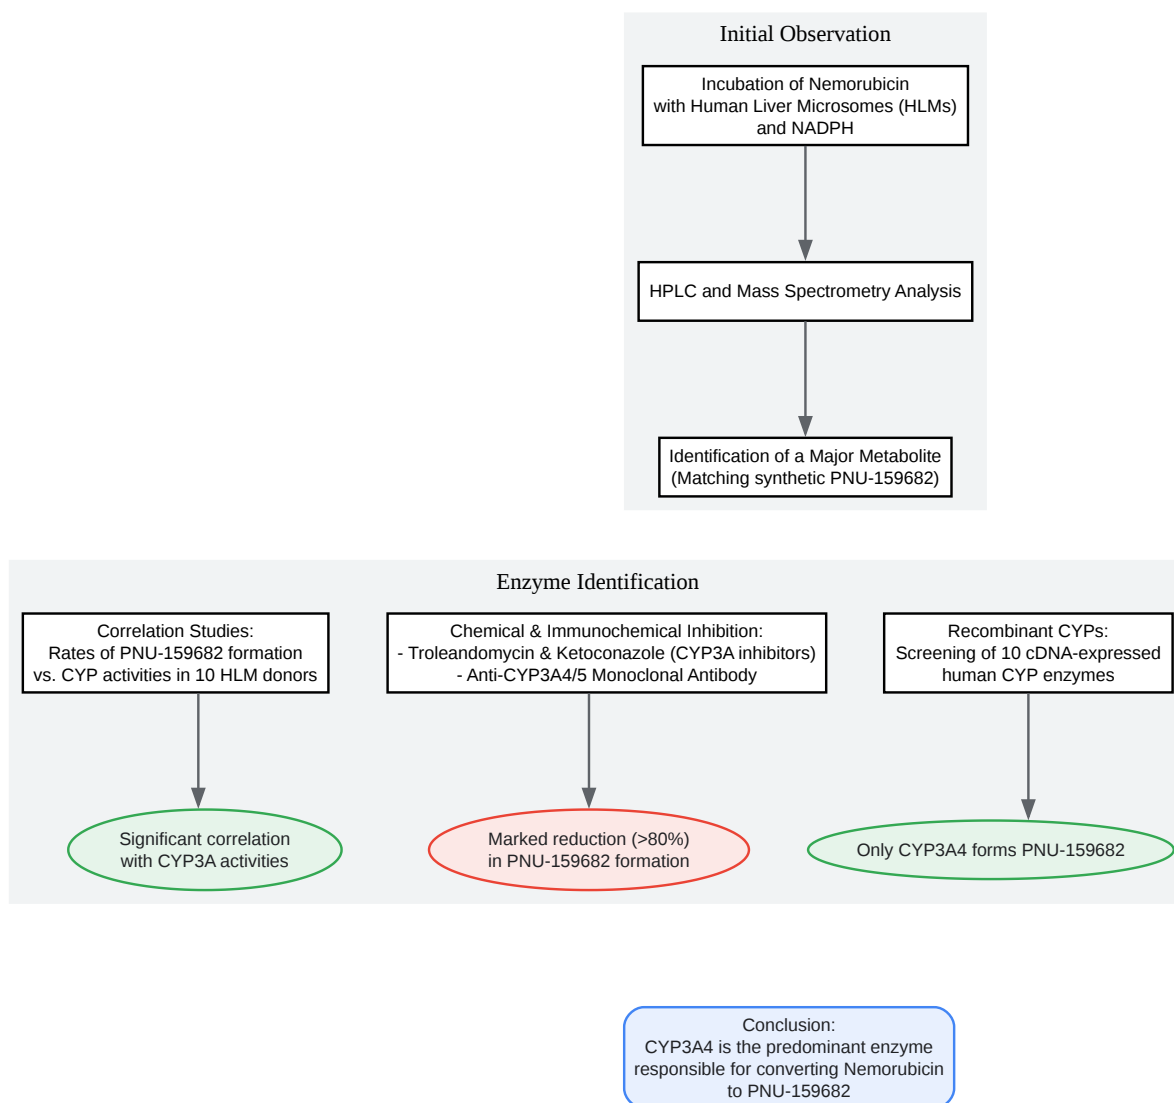 Initial Observation
Incubation of Nemorubicin
with Human Liver Microsomes (HLMs)
and NADPH
HPLC and Mass Spectrometry Analysis
Identification of a Major Metabolite
(Matching synthetic PNU-159682)
Enzyme Identification
Correlation Studies:
Rates of PNU-159682 formation
vs. CYP activities in 10 HLM donors
Chemical & Immunochemical Inhibition:
- Troleandomycin & Ketoconazole (CYP3A inhibitors)
- Anti-CYP3A4/5 Monoclonal Antibody
Recombinant CYPs:
Screening of 10 cDNA-expressed
human CYP enzymes
Significant correlation
with CYP3A activities
Marked reduction (>80%)
in PNU-159682 formation
Only CYP3A4 forms PNU-159682
Conclusion:
CYP3A4 is the predominant enzyme
responsible for converting Nemorubicin
to PNU-159682